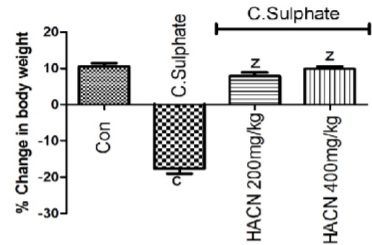 C.Sulphate
% Change in body weight
20
10
0
-10
-20
-30
Con
C.Sulphate
c
z
HACN 200mg/kg
z
HACN 400mg/kg